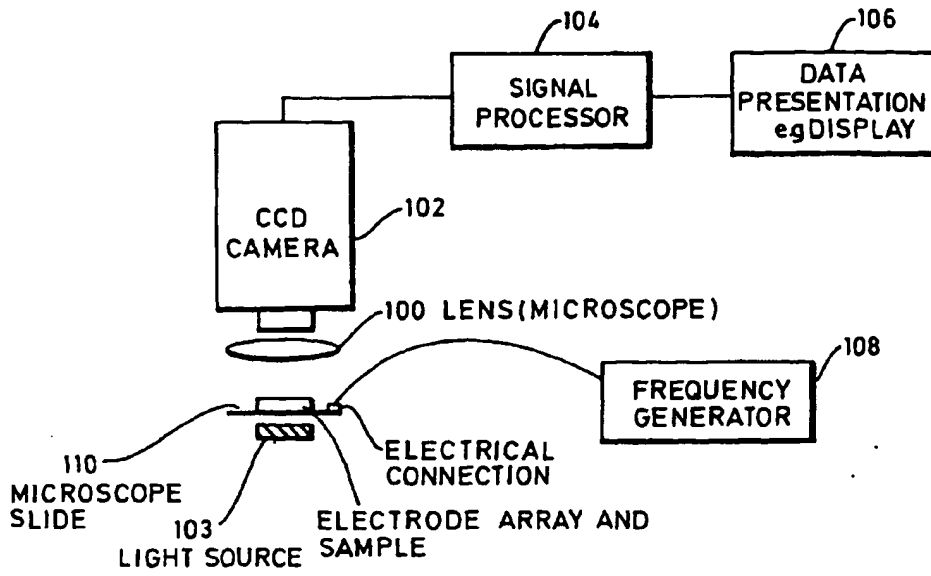 104
SIGNAL
PROCESSOR
106
DATA
PRESENTATION
e.g DISPLAY
CCD
CAMERA
102
100 LENS(MICROSCOPE)
108
FREQUENCY
GENERATOR
110
MICROSCOPE
SLIDE
103
LIGHT SOURCE
ELECTRICAL
CONNECTION
ELECTRODE ARRAY AND
SAMPLE